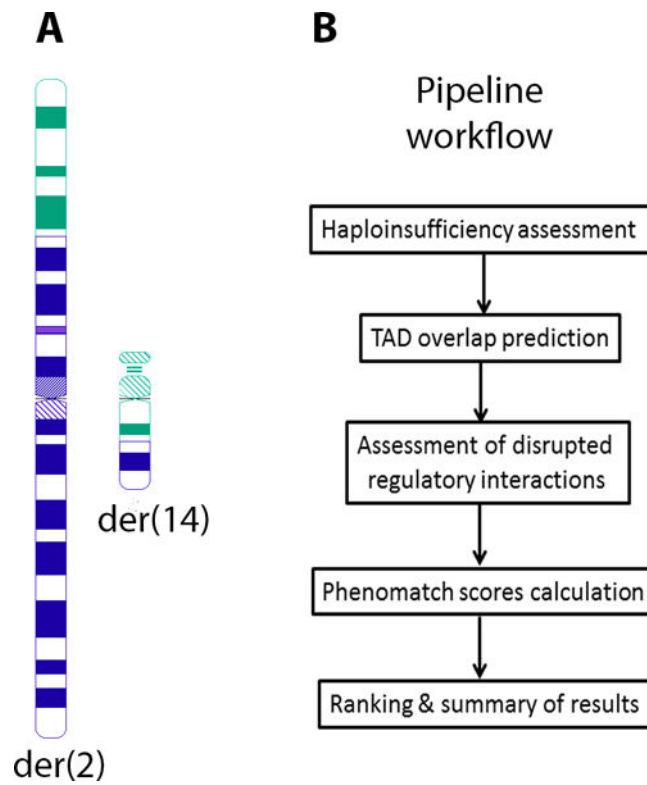 A
der(2)
der(14)
B
Pipeline
workflow
Haploinsufficiency assessment
TAD overlap prediction
Assessment of disrupted
regulatory interactions
Phenomatch scores calculation
Ranking & summary of results